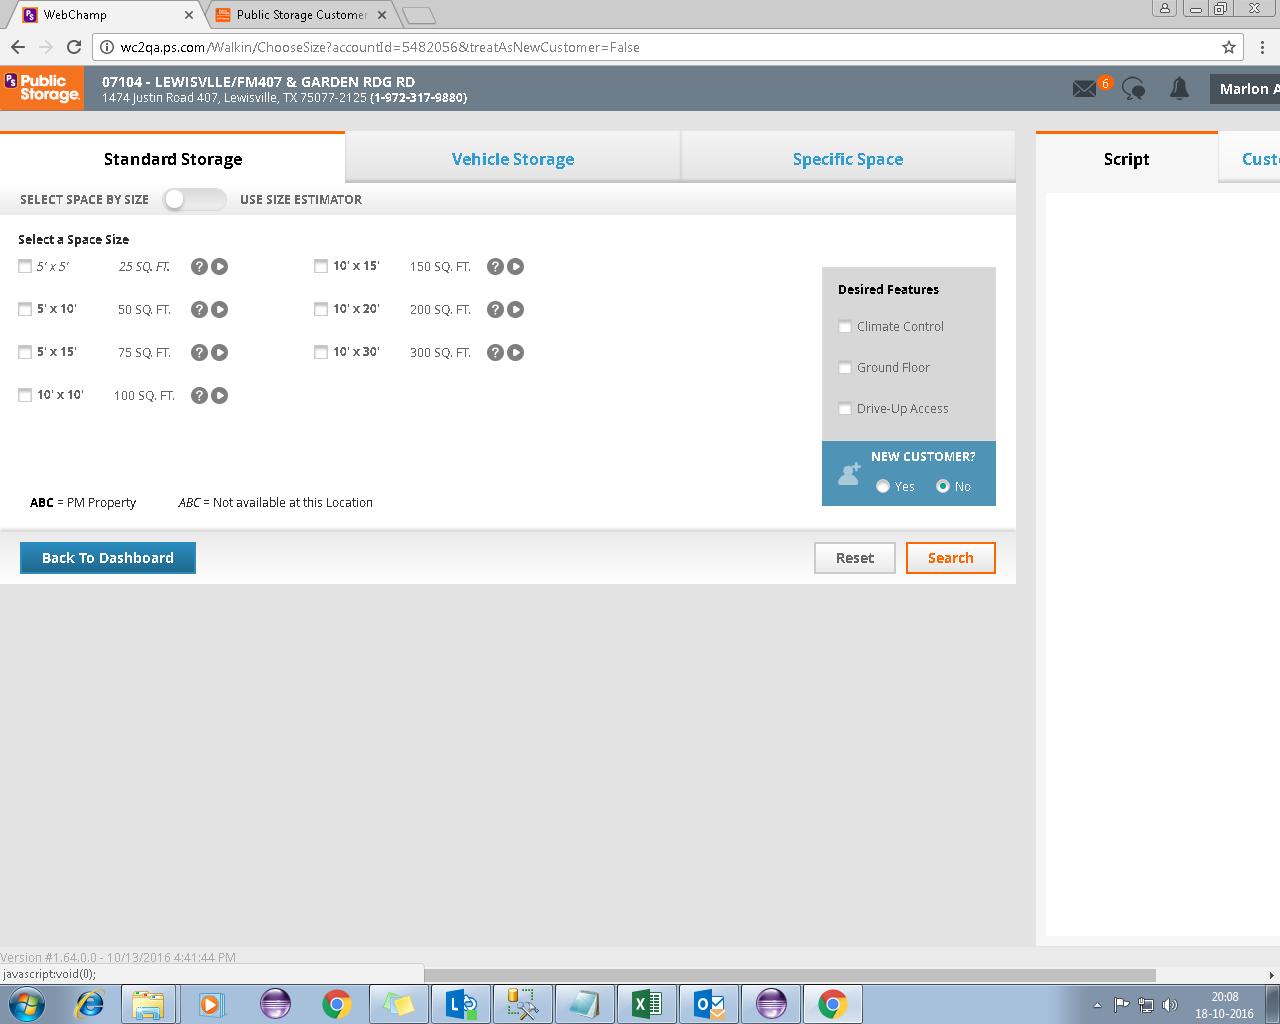 WebChamp
Public Storage Customer
wc2qa.ps.com/Walkin/ChooseSize?accountId=5482056&treatAsNewCustomer=False
PS Public Storage.
07104 - LEWISVLLE/FM407 & GARDEN RDG RD
1474 Justin Road 407, Lewisville, TX 75077-2125 (1-972-317-9880)
6
Marlon A
Standard Storage
Vehicle Storage
Specific Space
Script
Cust
SELECT SPACE BY SIZE
USE SIZE ESTIMATOR
Select a Space Size
5' x 5' 25 SQ. FT. ?
10' x 15' 150 SQ. FT. ?
5' x 10' 50 SQ. FT. ?
10' x 20' 200 SQ. FT. ?
5' x 15' 75 SQ. FT. ?
10' x 30' 300 SQ. FT. ?
10' x 10' 100 SQ. FT. ?
Desired Features
Climate Control
Ground Floor
Drive-Up Access
NEW CUSTOMER?
Yes No
ABC = PM Property
ABC = Not available at this Location
Back To Dashboard
Reset
Search
Version #1.64.0.0 - 10/13/2016 4:41:44 PM
javascript:void(0);
20:08
18-10-2016